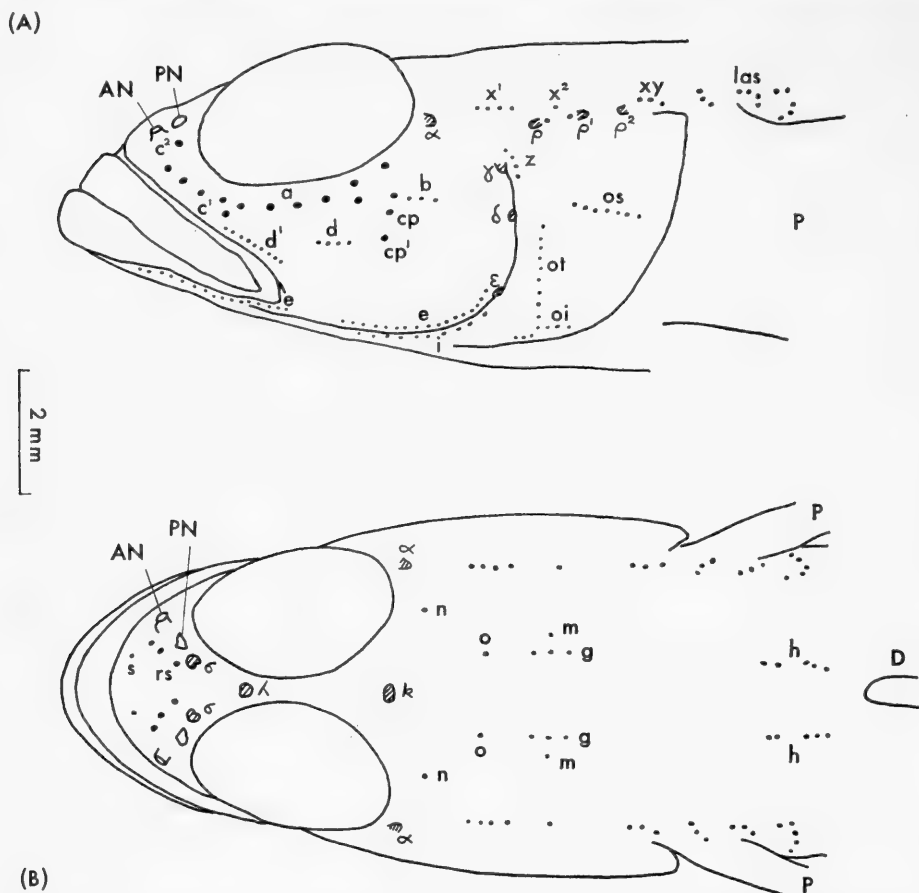 (A)
AN PN
las
x¹ x² xy
α ρ ρ¹ ρ²
c²
γ z
c¹ a b os
cp δ P
d¹ d cp¹
ot
ε
e e oi
i
2 mm
PN P
AN α
n m
s rs σ o g h D
λ k
σ o g h
n m
α
(B) P